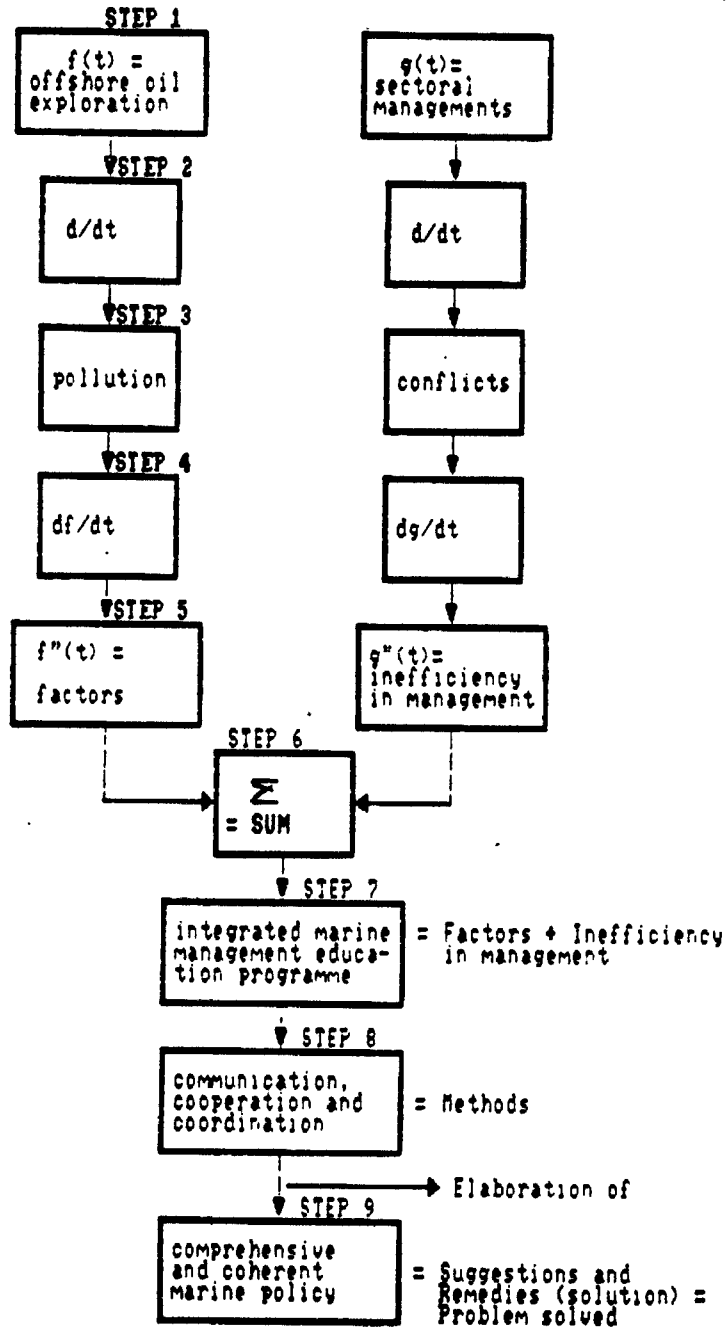 STEP 1
f(t) =
offshore oil
exploration
g(t)=
sectoral
managements
STEP 2
d/dt
d/dt
STEP 3
pollution
conflicts
STEP 4
df/dt
dg/dt
STEP 5
f"(t) =
factors
g"(t)=
inefficiency
in management
STEP 6
Σ
= SUM
STEP 7
integrated marine
management educa-
tion programme
= Factors + Inefficiency
in management
STEP 8
communication,
cooperation and
coordination
= Methods
Elaboration of
STEP 9
comprehensive
and coherent
marine policy
= Suggestions and
Remedies (solution) =
Problem solved